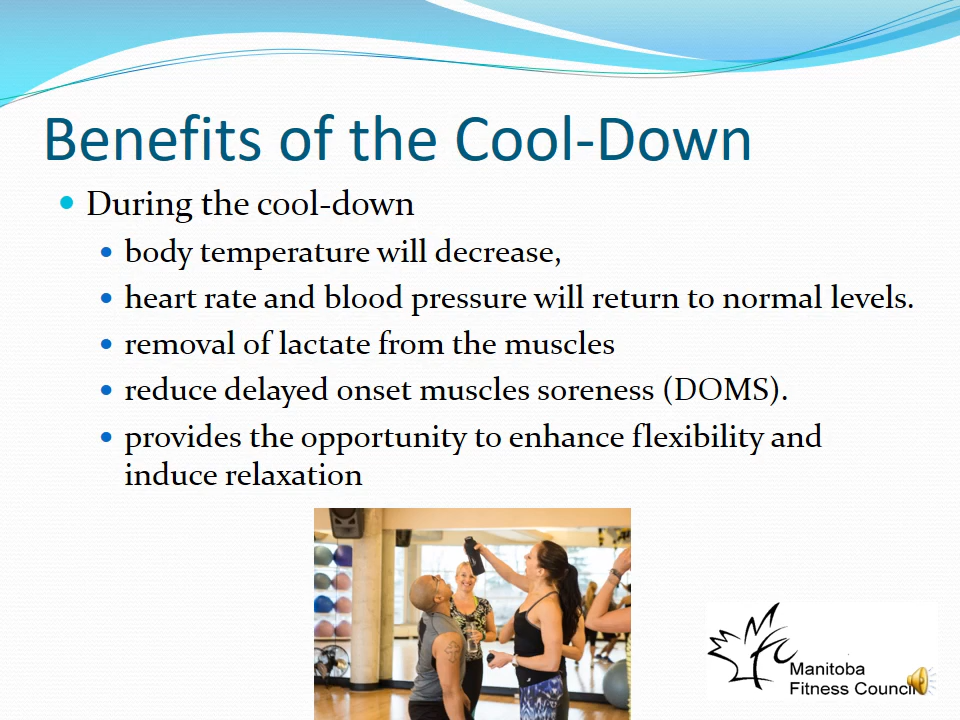 Benefits of the Cool-Down
During the cool-down
body temperature will decrease,
heart rate and blood pressure will return to normal levels.
removal of lactate from the muscles
reduce delayed onset muscles soreness (DOMS).
provides the opportunity to enhance flexibility and
induce relaxation
MFC
Manitoba
Fitness Council